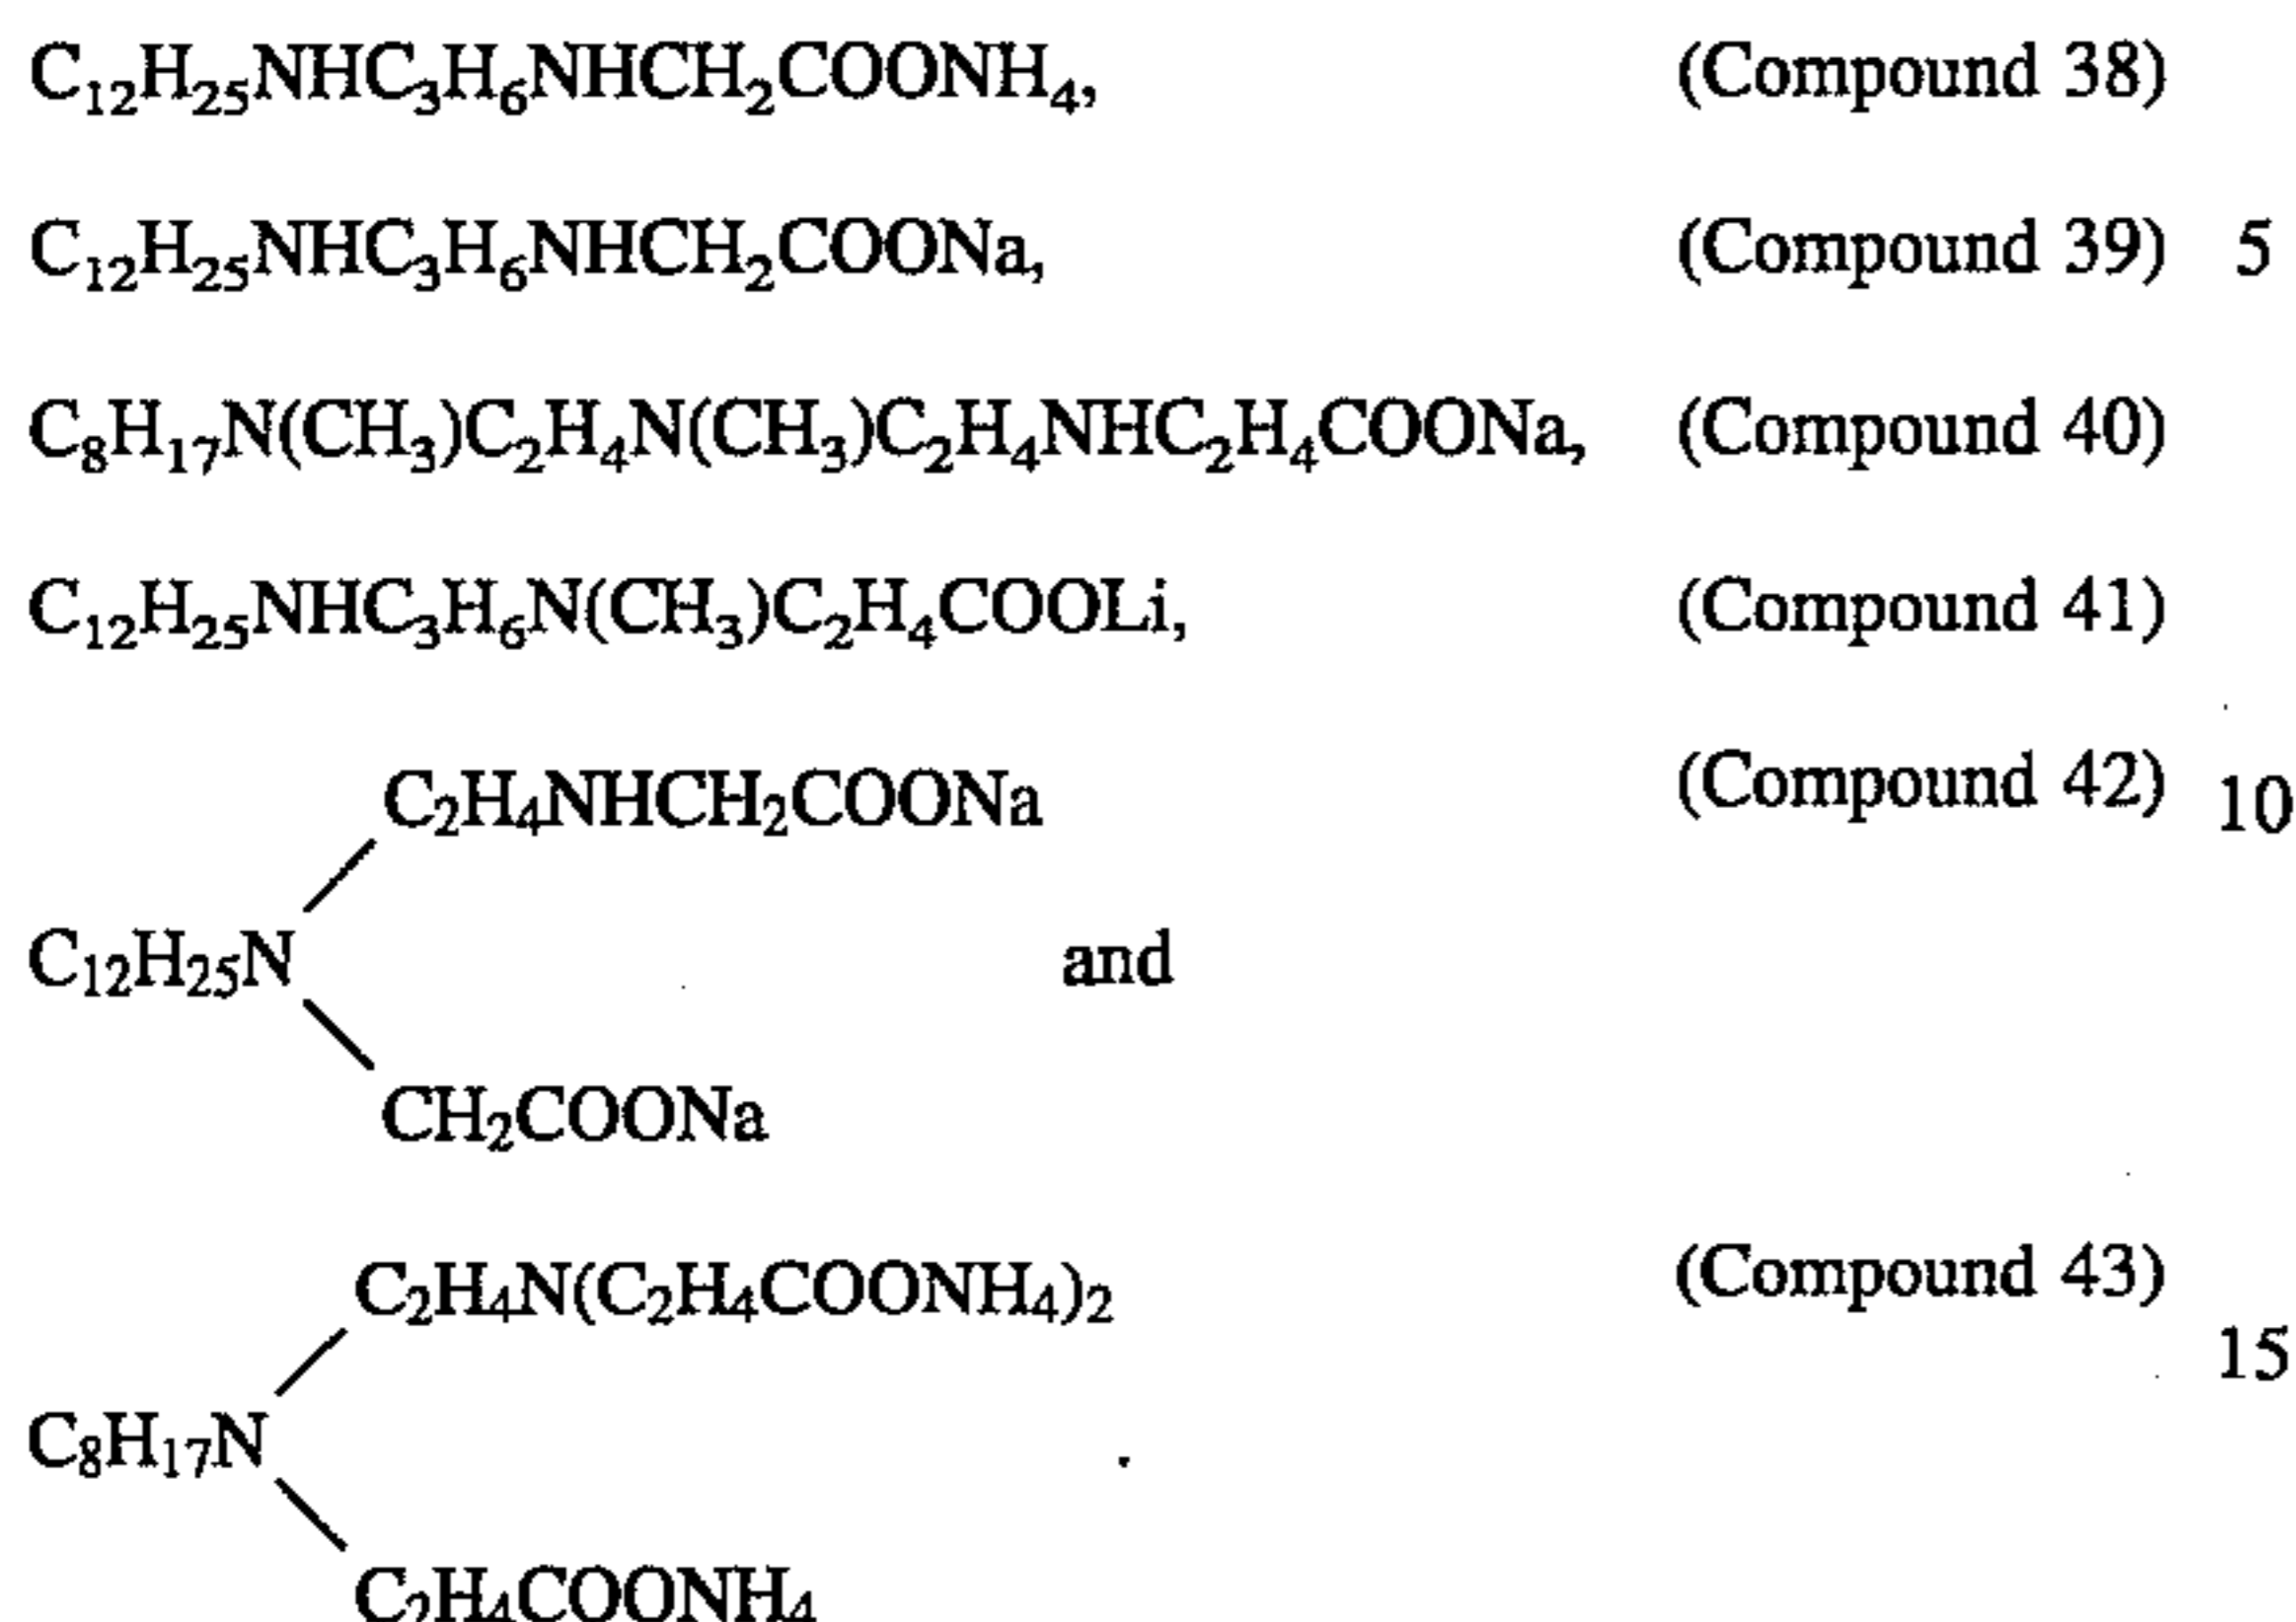 C₁₂H₂₅NHC₃H₆NHCH₂COONH₄, (Compound 38)
C₁₂H₂₅NHC₃H₆NHCH₂COONa, (Compound 39) 5
C₈H₁₇N(CH₃)C₂H₄N(CH₃)C₂H₄NHC₂H₄COONa, (Compound 40)
C₁₂H₂₅NHC₃H₆N(CH₃)C₂H₄COOLi, (Compound 41)
C₂H₄NHCH₂COONa (Compound 42) 10
C₁₂H₂₅N and
CH₂COONa
C₂H₄N(C₂H₄COONH₄)₂ (Compound 43)
15
C₈H₁₇N .
C₂H₄COONH₄